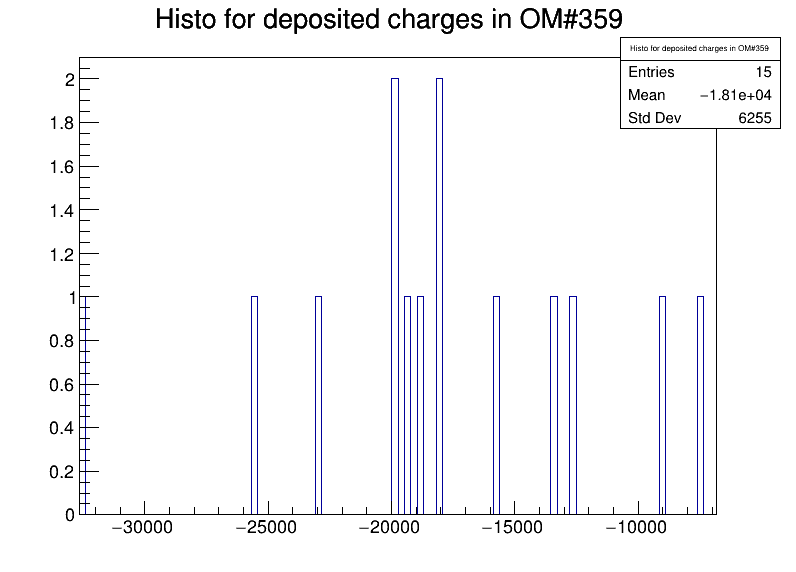 Histo for deposited charges in OM#359
Histo for deposited charges in OM#359
Entries 15
Mean −1.81e+04
Std Dev 6255
2
1.8
1.6
1.4
1.2
1
0.8
0.6
0.4
0.2
0
−30000 −25000 −20000 −15000 −10000